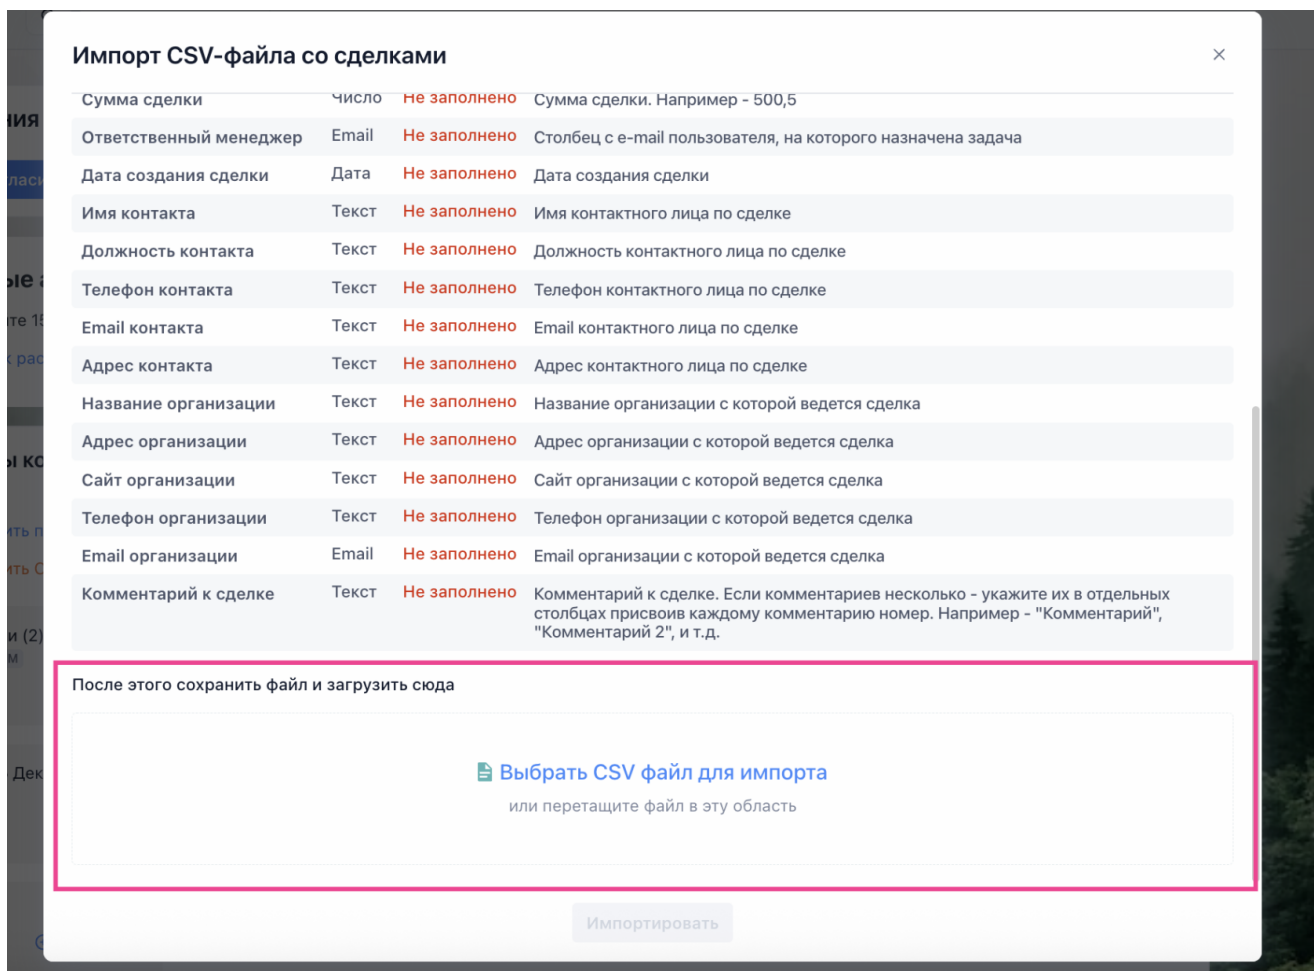 Импорт CSV-файла со сделками
Сумма сделки Число Не заполнено Сумма сделки. Например - 500,5
Ответственный менеджер Email Не заполнено Столбец с e-mail пользователя, на которого назначена задача
Дата создания сделки Дата Не заполнено Дата создания сделки
Имя контакта Текст Не заполнено Имя контактного лица по сделке
Должность контакта Текст Не заполнено Должность контактного лица по сделке
Телефон контакта Текст Не заполнено Телефон контактного лица по сделке
Email контакта Текст Не заполнено Email контактного лица по сделке
Адрес контакта Текст Не заполнено Адрес контактного лица по сделке
Название организации Текст Не заполнено Название организации с которой ведется сделка
Адрес организации Текст Не заполнено Адрес организации с которой ведется сделка
Сайт организации Текст Не заполнено Сайт организации с которой ведется сделка
Телефон организации Текст Не заполнено Телефон организации с которой ведется сделка
Email организации Email Не заполнено Email организации с которой ведется сделка
Комментарий к сделке Текст Не заполнено Комментарий к сделке. Если комментариев несколько - укажите их в отдельных
столбцах присвоив каждому комментарию номер. Например - "Комментарий",
"Комментарий 2", и т.д.
После этого сохранить файл и загрузить сюда
Выбрать CSV файл для импорта
или перетащите файл в эту область
Импортировать